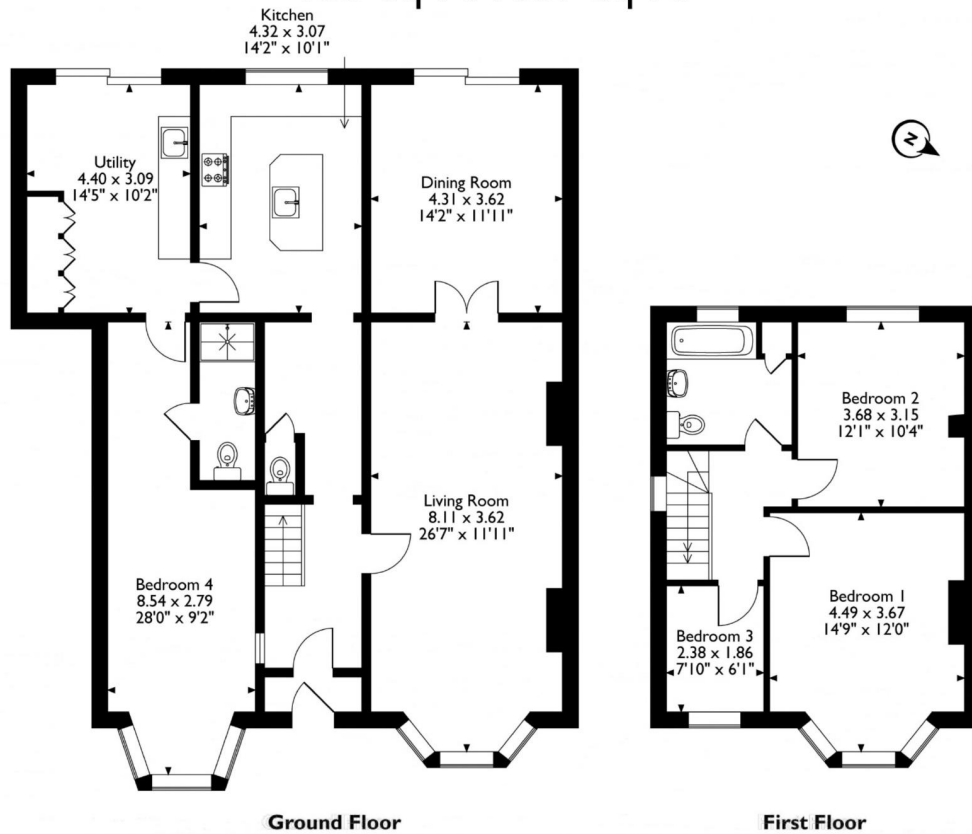 Kitchen
4.32 x 3.07
14'2" x 10'1"
Utility
4.40 x 3.09
14'5" x 10'2"
Dining Room
4.31 x 3.62
14'2" x 11'11"
N
Living Room
8.11 x 3.62
26'7" x 11'11"
Bedroom 4
8.54 x 2.79
28'0" x 9'2"
Bedroom 2
3.68 x 3.15
12'1" x 10'4"
Bedroom 1
4.49 x 3.67
14'9" x 12'0"
Bedroom 3
2.38 x 1.86
7'10" x 6'1"
Ground Floor
First Floor